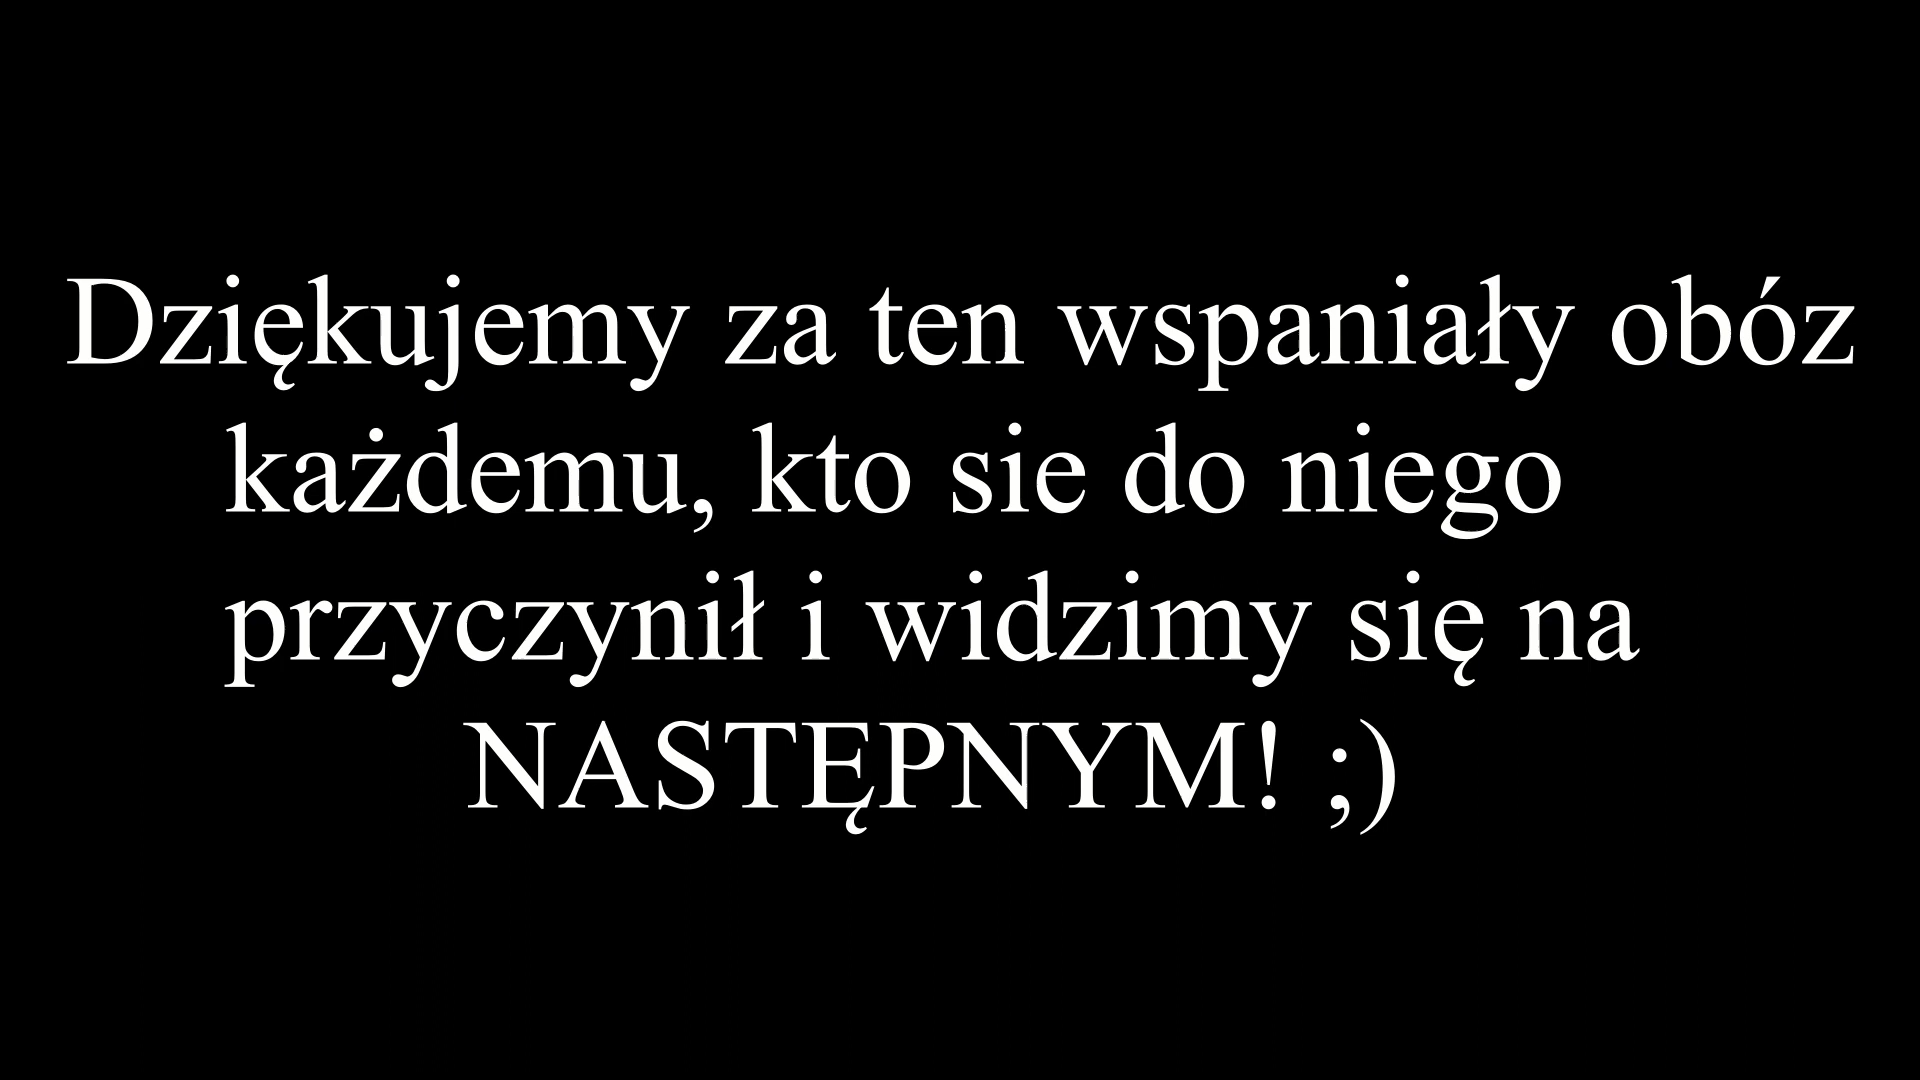 Dziękujemy za ten wspaniały obóz
każdemu, kto sie do niego
przyczynił i widzimy się na
NASTĘPNYM! ;)